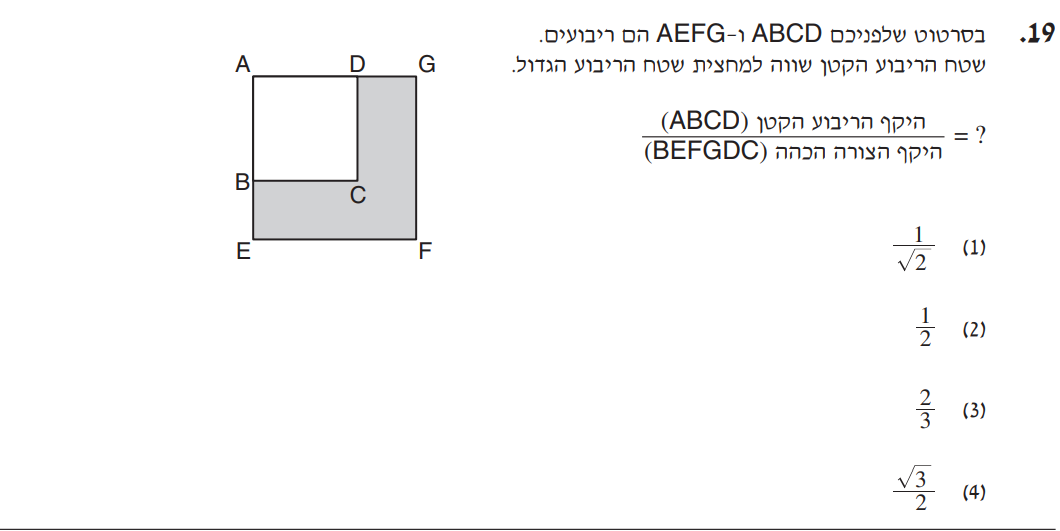 19. בסרטוט שלפניכם ABCD ו-AEFG הם ריבועים.
שטח הריבוע הקטן שווה למחצית שטח הריבוע הגדול.
היקף הריבוע הקטן (ABCD)
היקף הצורה הכהה (BEFGDC)
= ?
A D G
B C
E F
(1) 1/√2
(2) 1/2
(3) 2/3
(4) √3/2